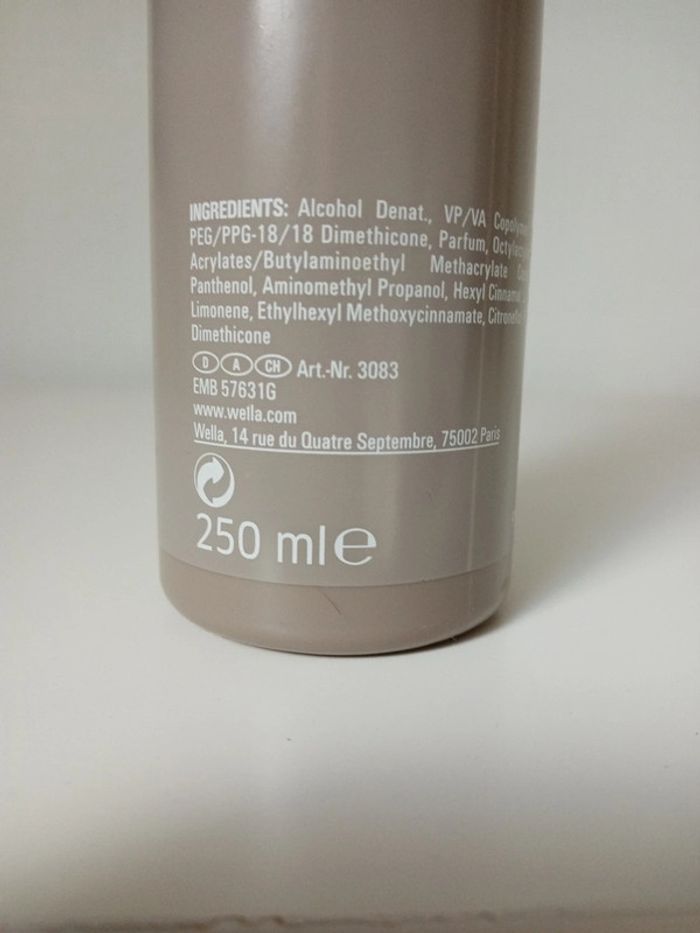 INGREDIENTS: Alcohol Denat., VP/VA
PEG/PPG-18/18 Dimethicone, Parfum,
Acrylates/Butylaminoethyl Methacrylate
Panthenol, Aminomethyl Propanol, Hexyl
Limonene, Ethylhexyl Methoxycinnamate,
Dimethicone
D A CH Art.-Nr. 3083
EMB 57631G
www.wella.com
Wella, 14 rue du Quatre Septembre, 75002 Paris
250 ml e